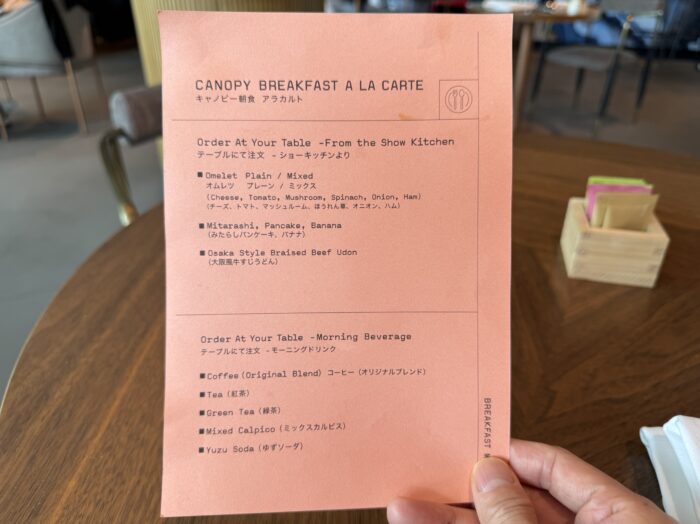 CANOPY BREAKFAST A LA CARTE
キャノピー朝食 アラカルト
Order At Your Table -From the Show Kitchen
テーブルにて注文 - ショーキッチンより
■Omelet Plain / Mixed
オムレツ プレーン / ミックス
(Cheese, Tomato, Mushroom, Spinach, Onion, Ham)
(チーズ、トマト、マッシュルーム、ほうれん草、オニオン、ハム)
■Mitarashi, Pancake, Banana
(みたらしパンケーキ、バナナ)
■Osaka Style Braised Beef Udon
(大阪風牛すじうどん)
Order At Your Table -Morning Beverage
テーブルにて注文 -モーニングドリンク
■Coffee(Original Blend) コーヒー(オリジナルブレンド)
■Tea(紅茶)
■Green Tea(緑茶)
■Mixed Calpico(ミックスカルピス)
■Yuzu Soda(ゆずソーダ)
BREAKFAST